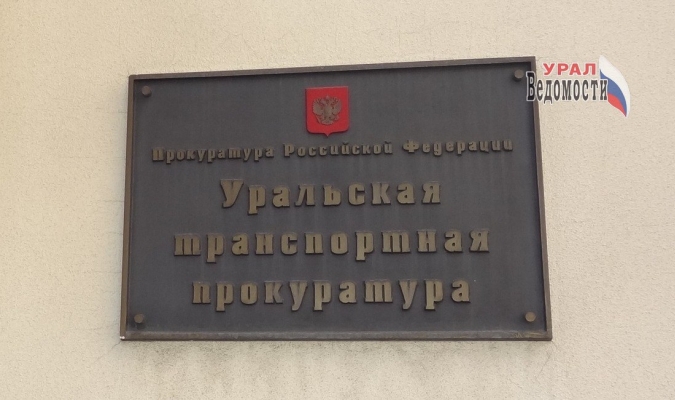 УРАЛ
Ведомости
Прокуратура Российской Федерации
Уральская
транспортная
прокуратура